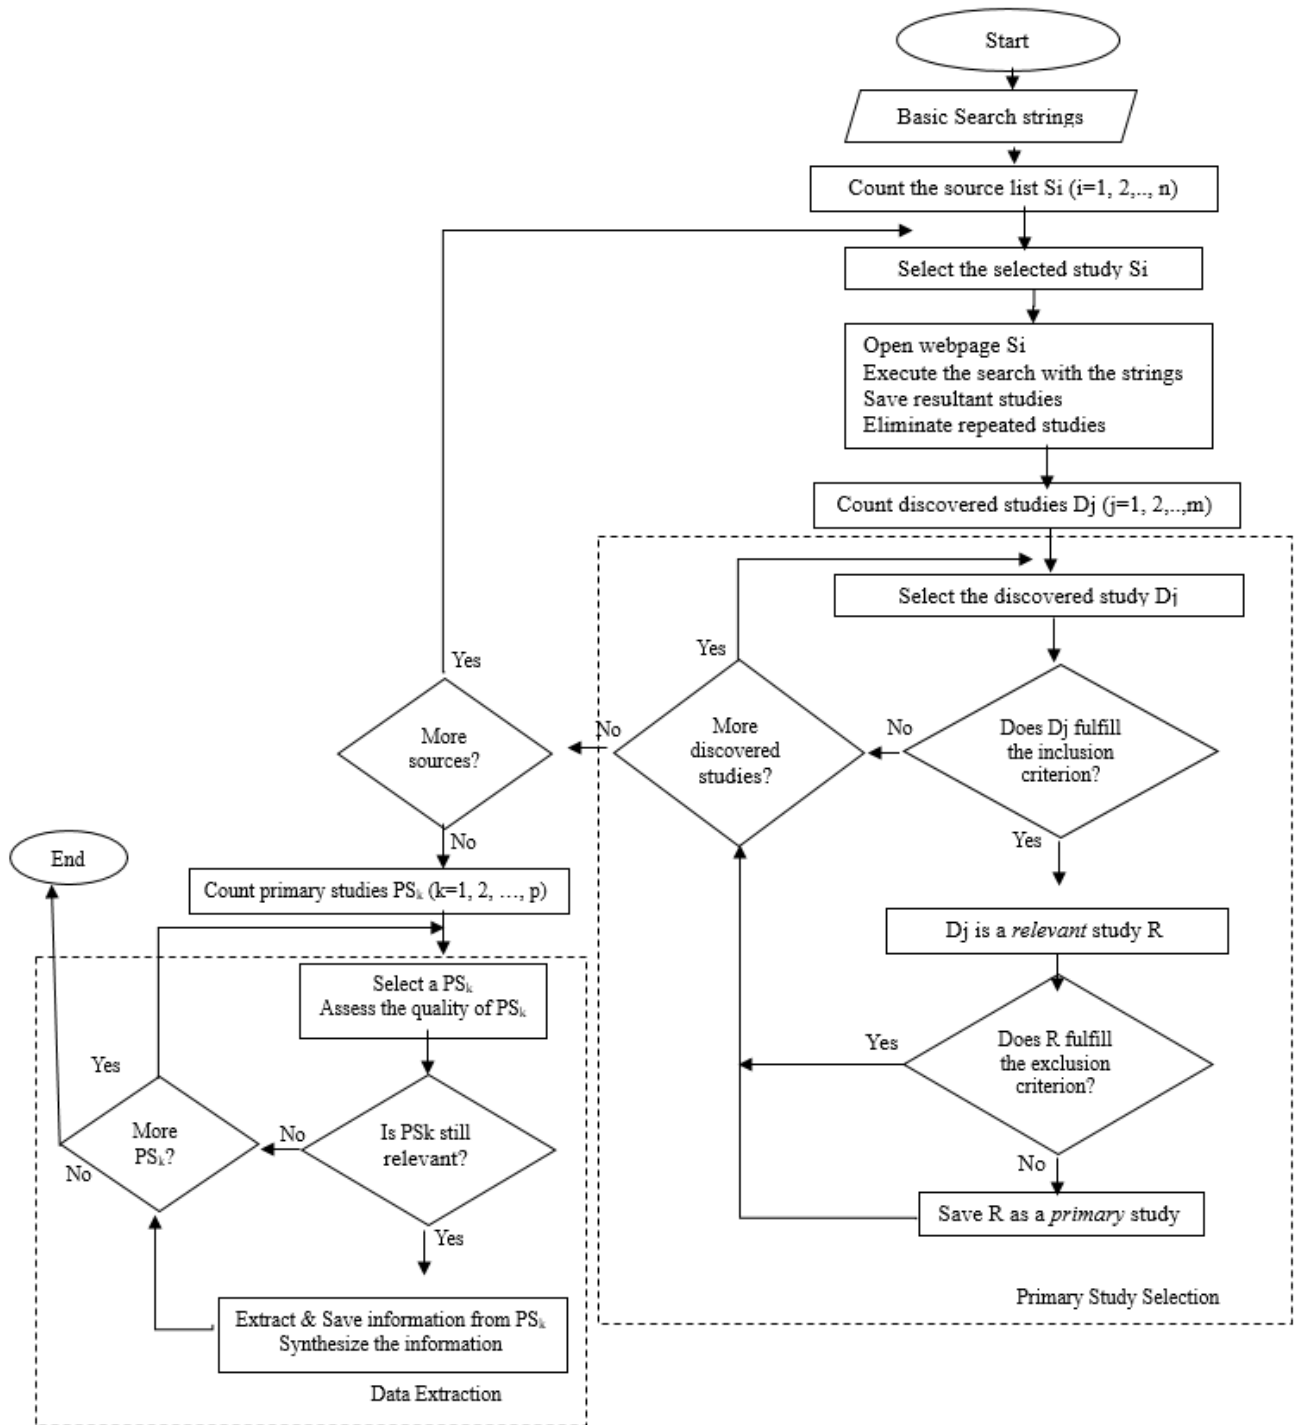 Start
Basic Search strings
Count the source list Si (i=1, 2,.., n)
Select the selected study Si
Open webpage Si
Execute the search with the strings
Save resultant studies
Eliminate repeated studies
Count discovered studies Dj (j=1, 2,..,m)
Select the discovered study Dj
Does Dj fulfill
the inclusion
criterion?
No
Yes
More
discovered
studies?
Yes
No
More
sources?
Yes
No
Dj is a relevant study R
Does R fulfill
the exclusion
criterion?
Yes
No
Save R as a primary study
Primary Study Selection
Count primary studies PSₖ (k=1, 2, …, p)
Select a PSₖ
Assess the quality of PSₖ
Is PSk still
relevant?
No
Yes
Extract & Save information from PSₖ
Synthesize the information
More
PSₖ?
Yes
No
End
Data Extraction